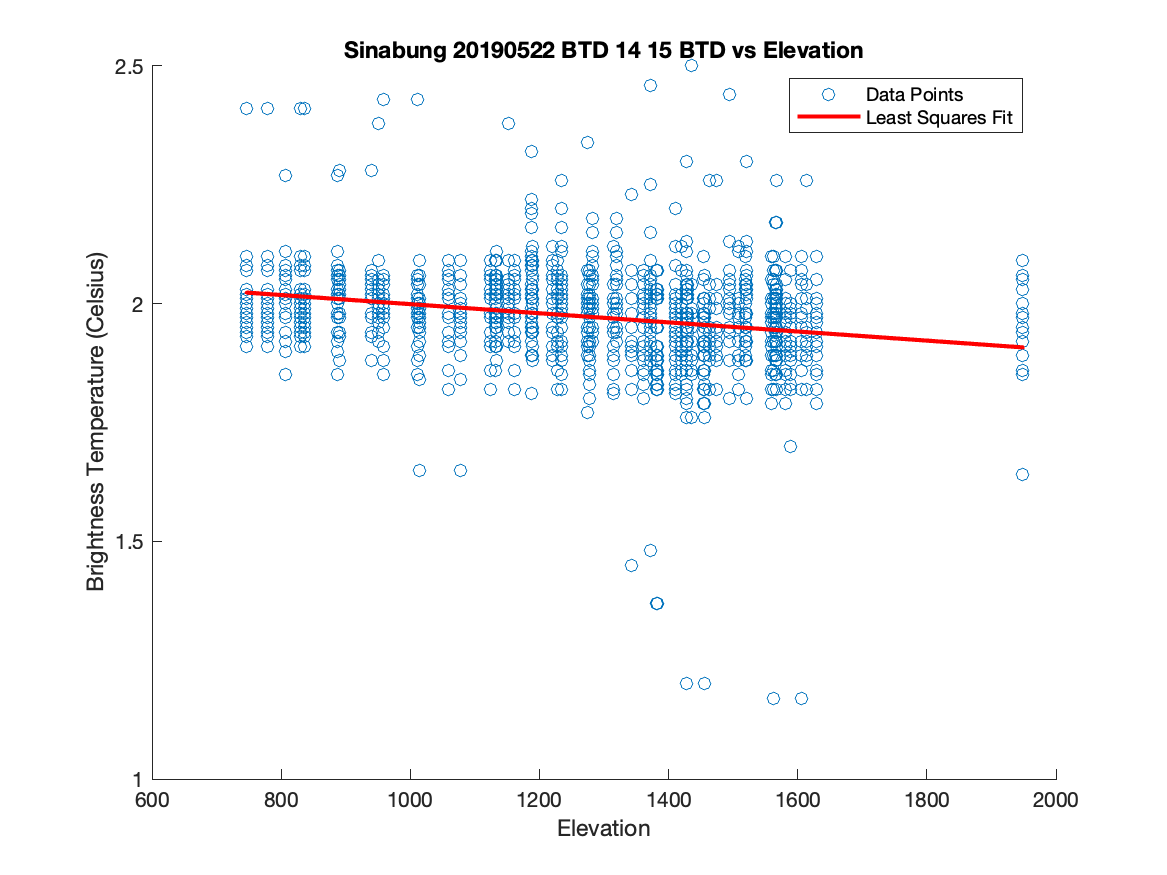 Sinabung 20190522 BTD 14 15 BTD vs Elevation
2.5
Data Points
Least Squares Fit
2
Brightness Temperature (Celsius)
1.5
1
600 800 1000 1200 1400 1600 1800 2000
Elevation